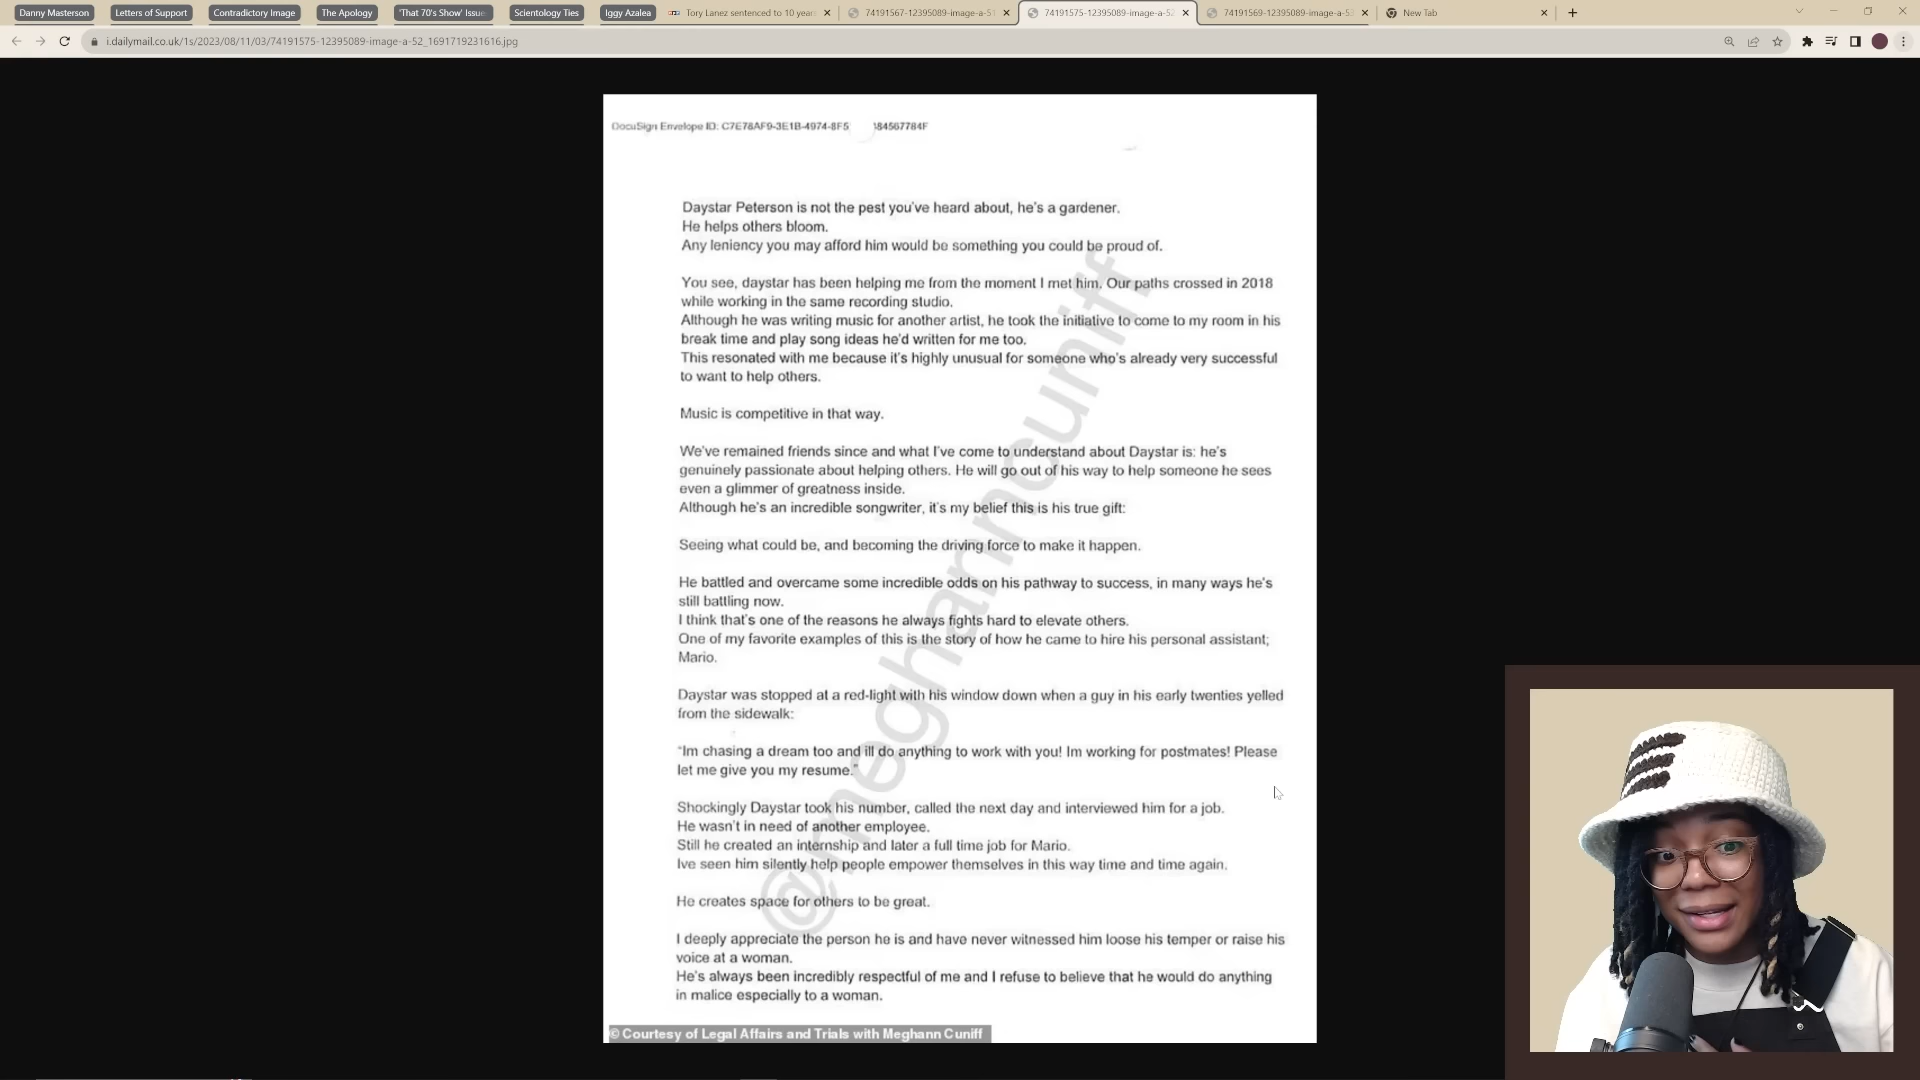 Danny Masterson
Letters of Support
Contradictory Image
The Apology
'That 70's Show' Issue
Scientology Ties
Iggy Azalea
Tory Lanez sentenced to 10 year
74191567-12395089-image-a-51
74191575-12395089-image-a-52
74191569-12395089-image-a-53
New Tab
i.dailymail.co.uk/1s/2023/08/11/03/74191575-12395089-image-a-52_1691719231616.jpg
DocuSign Envelope ID: C7E78AF9-3E1B-4974-8F5 84567784F
Daystar Peterson is not the pest you've heard about, he's a gardener.
He helps others bloom.
Any leniency you may afford him would be something you could be proud of.
You see, daystar has been helping me from the moment I met him. Our paths crossed in 2018
while working in the same recording studio.
Although he was writing music for another artist, he took the initiative to come to my room in his
break time and play song ideas he'd written for me too.
This resonated with me because it's highly unusual for someone who's already very successful
to want to help others.
Music is competitive in that way.
We've remained friends since and what I've come to understand about Daystar is: he's
genuinely passionate about helping others. He will go out of his way to help someone he sees
even a glimmer of greatness inside.
Although he's an incredible songwriter, it's my belief this is his true gift:
Seeing what could be, and becoming the driving force to make it happen.
He battled and overcame some incredible odds on his pathway to success, in many ways he's
still battling now.
I think that's one of the reasons he always fights hard to elevate others.
One of my favorite examples of this is the story of how he came to hire his personal assistant;
Mario.
Daystar was stopped at a red-light with his window down when a guy in his early twenties yelled
from the sidewalk:
"Im chasing a dream too and ill do anything to work with you! Im working for postmates! Please
let me give you my resume."
Shockingly Daystar took his number, called the next day and interviewed him for a job.
He wasn't in need of another employee.
Still he created an internship and later a full time job for Mario.
Ive seen him silently help people empower themselves in this way time and time again.
He creates space for others to be great.
I deeply appreciate the person he is and have never witnessed him loose his temper or raise his
voice at a woman.
He's always been incredibly respectful of me and I refuse to believe that he would do anything
in malice especially to a woman.
@meghanncuniff
© Courtesy of Legal Affairs and Trials with Meghann Cuniff